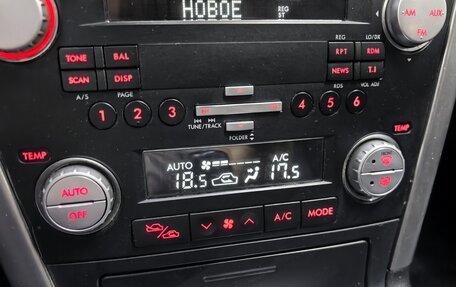 НОВОЕ
REG
ST
AM
AUX
FM
TONE
BAL
REG
LO/DX
RPT
RDM
SCAN
DISP
NEWS
T.I
A/S
PAGE
RDS
VOL ADJ
1
2
3
4
5
6
TUNE/TRACK
FOLDER
TEMP
TEMP
AUTO
A/C
18.5
17.5
AUTO
OFF
A/C
MODE